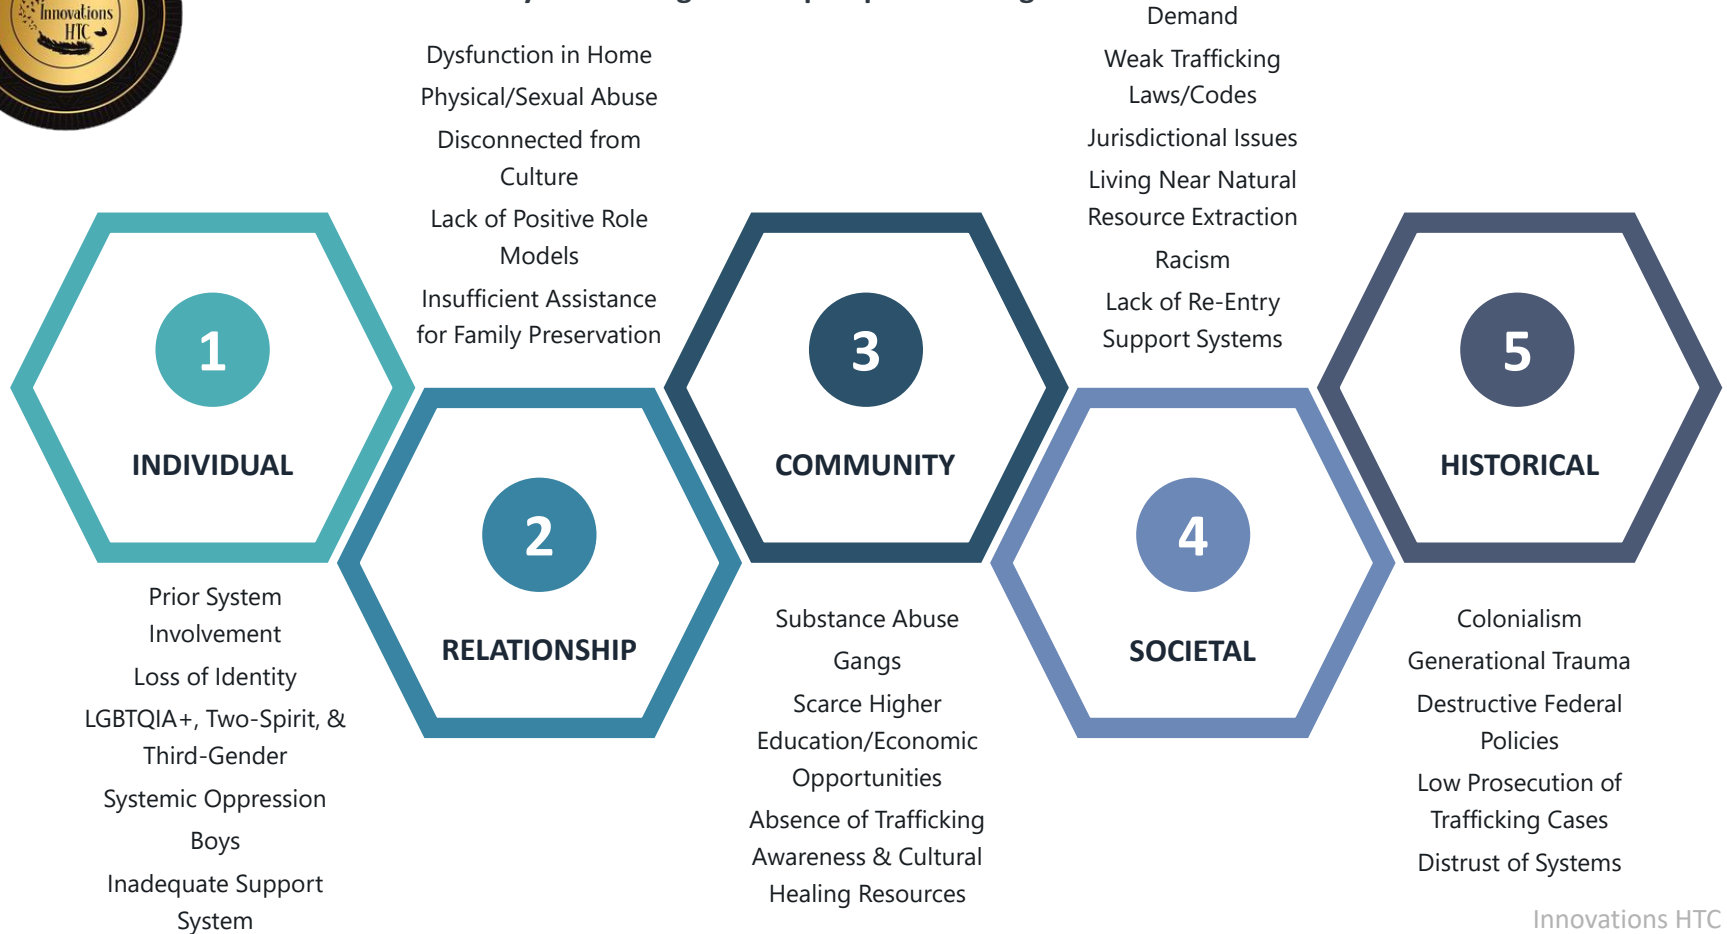 Innovations
HTC
Demand
Weak Trafficking
Laws/Codes
Jurisdictional Issues
Living Near Natural
Resource Extraction
Racism
Lack of Re-Entry
Support Systems
Dysfunction in Home
Physical/Sexual Abuse
Disconnected from
Culture
Lack of Positive Role
Models
Insufficient Assistance
for Family Preservation
1
INDIVIDUAL
2
RELATIONSHIP
3
COMMUNITY
4
SOCIETAL
5
HISTORICAL
Prior System
Involvement
Loss of Identity
LGBTQIA+, Two-Spirit, &
Third-Gender
Systemic Oppression
Boys
Inadequate Support
System
Substance Abuse
Gangs
Scarce Higher
Education/Economic
Opportunities
Absence of Trafficking
Awareness & Cultural
Healing Resources
Colonialism
Generational Trauma
Destructive Federal
Policies
Low Prosecution of
Trafficking Cases
Distrust of Systems
Innovations HTC